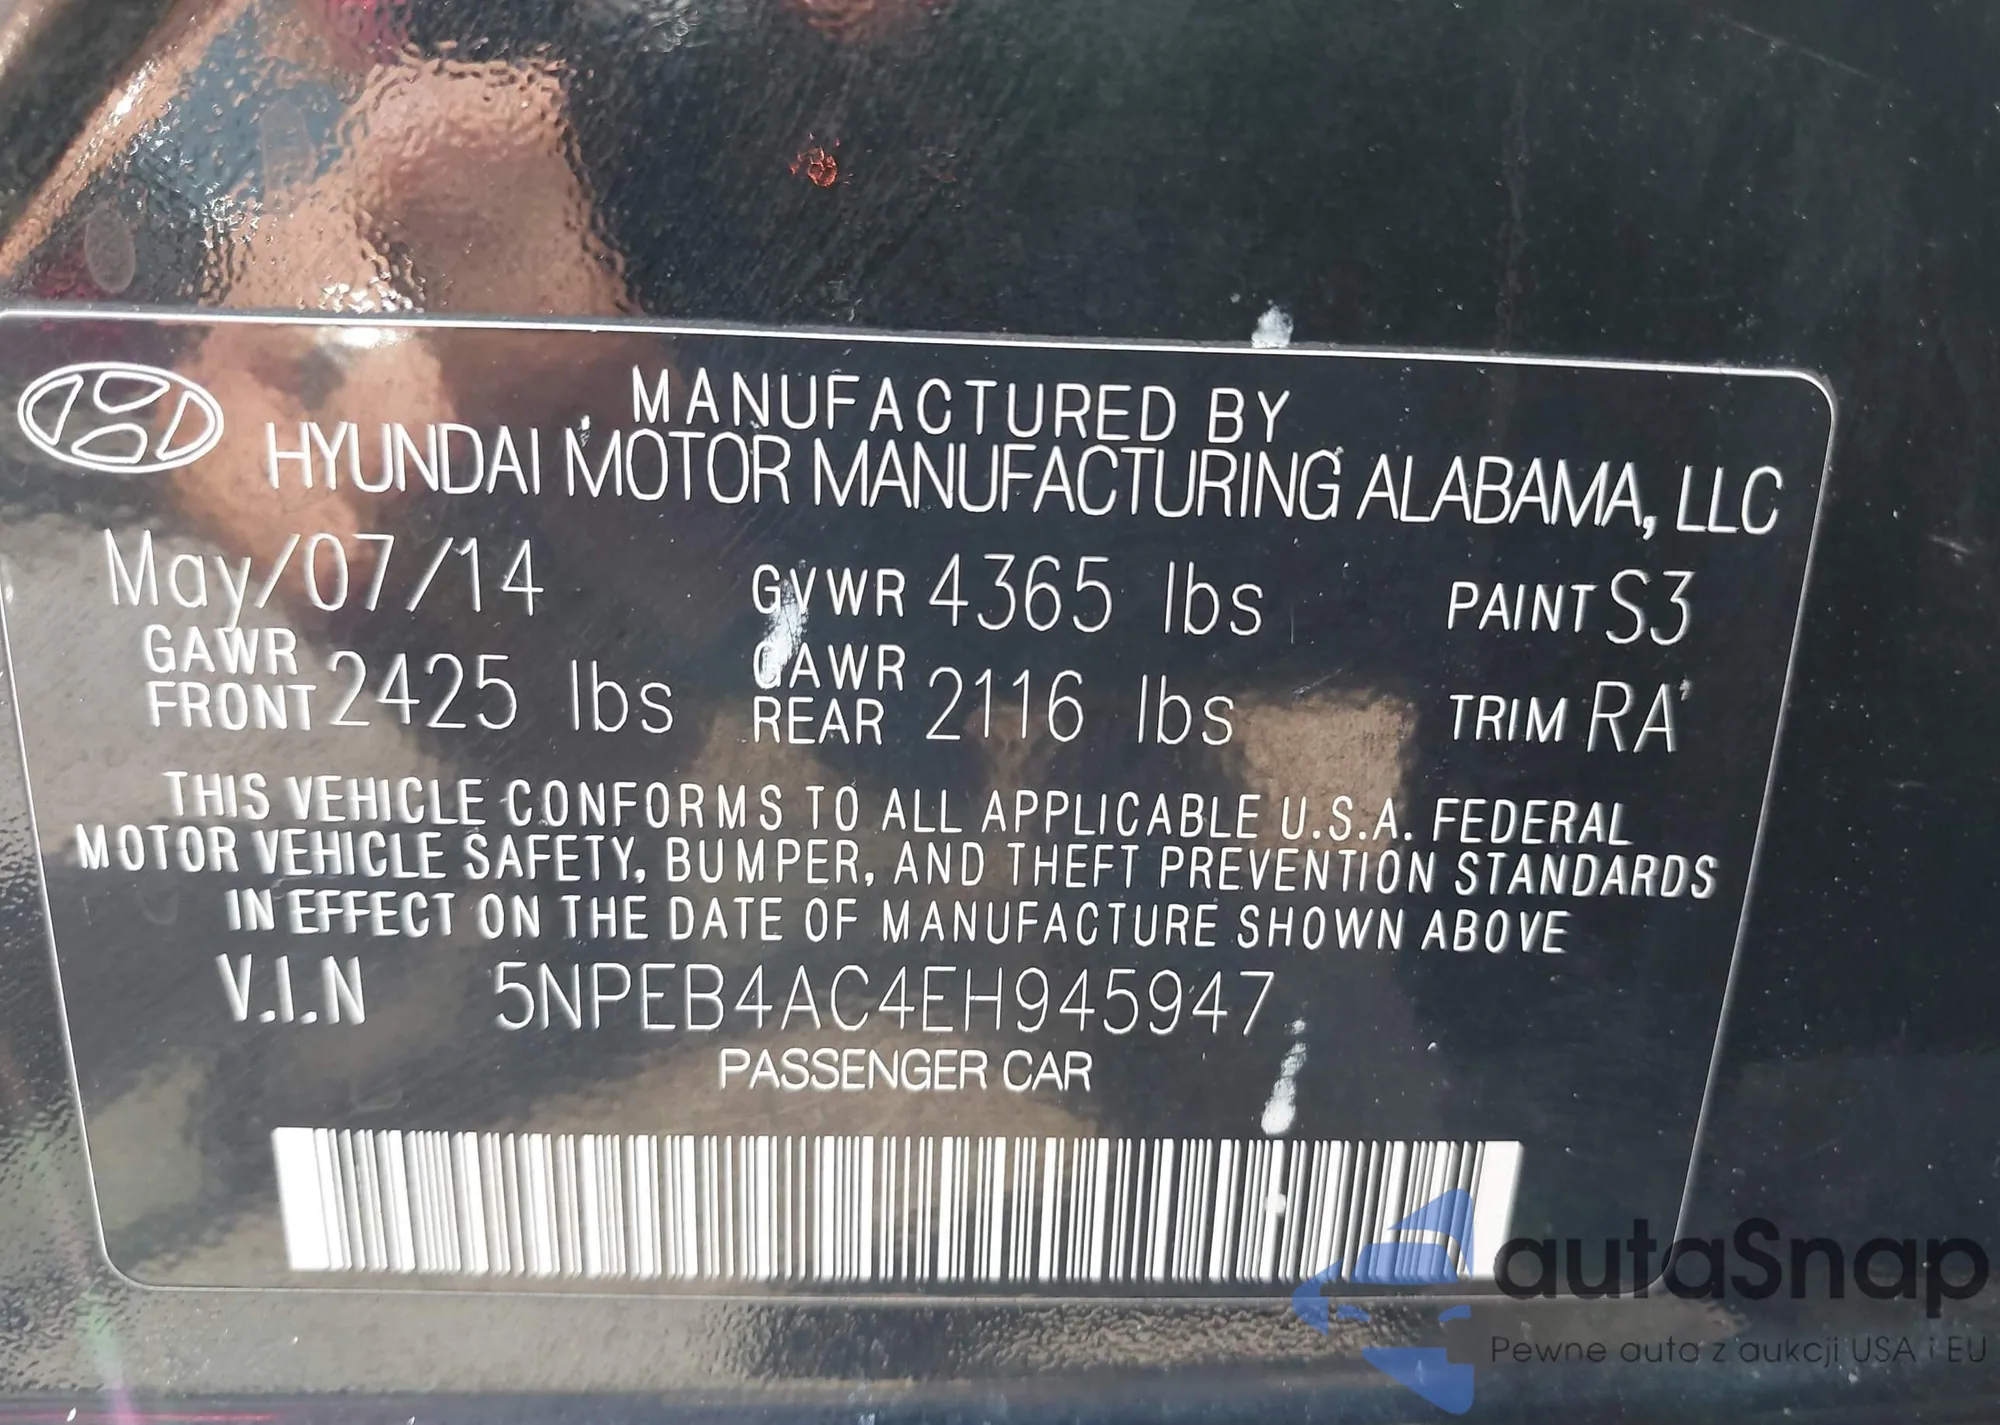 MANUFACTURED BY
HYUNDAI MOTOR MANUFACTURING ALABAMA, LLC
May/07/14 GVWR 4365 lbs PAINT S3
GAWR FRONT 2425 lbs GAWR REAR 2116 lbs TRIM RA
THIS VEHICLE CONFORMS TO ALL APPLICABLE U.S.A. FEDERAL
MOTOR VEHICLE SAFETY, BUMPER, AND THEFT PREVENTION STANDARDS
IN EFFECT ON THE DATE OF MANUFACTURE SHOWN ABOVE
V.I.N 5NPEB4AC4EH945947
PASSENGER CAR
autaSnap
Pewne auta z aukcji USA i EU